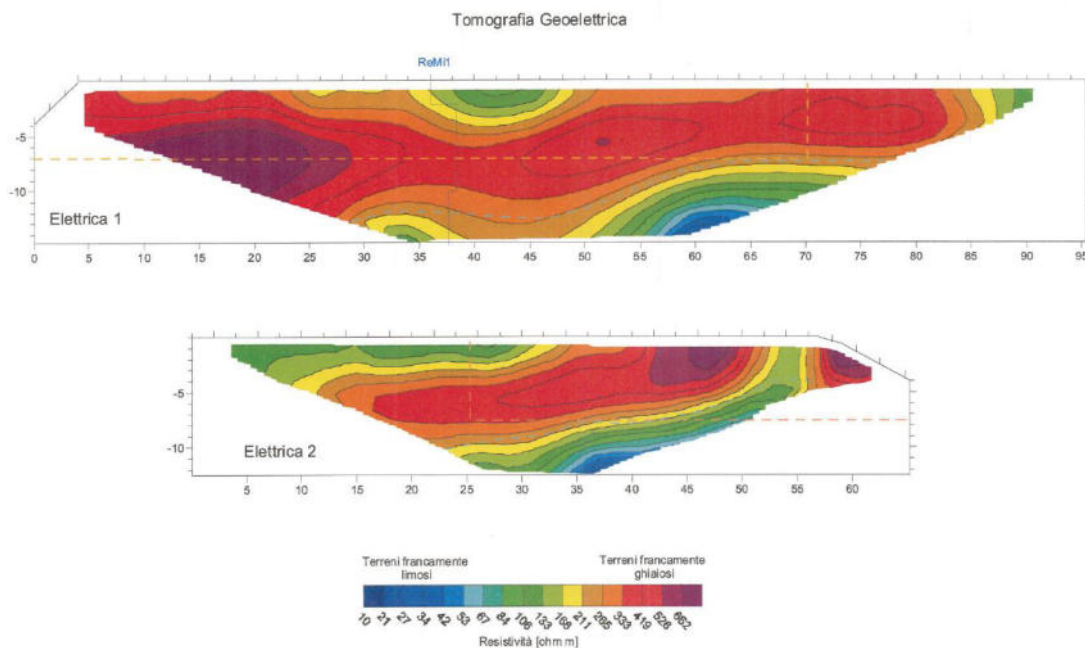 Tomografia Geoelettrica
ReMi1
-5
-10
Elettrica 1
0 5 10 15 20 25 30 35 40 45 50 55 60 65 70 75 80 85 90 95
-5
-10
Elettrica 2
5 10 15 20 25 30 35 40 45 50 55 60
Terreni francamente
limosi
Terreni francamente
ghiaiosi
10 21 27 34 42 53 67 84 106 133 168 211 265 333 419 528 662
Resistività [ohm m]